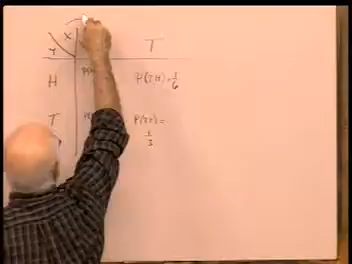 X T
Y
H P(TH)=1/6
T P(TT)=
1/3